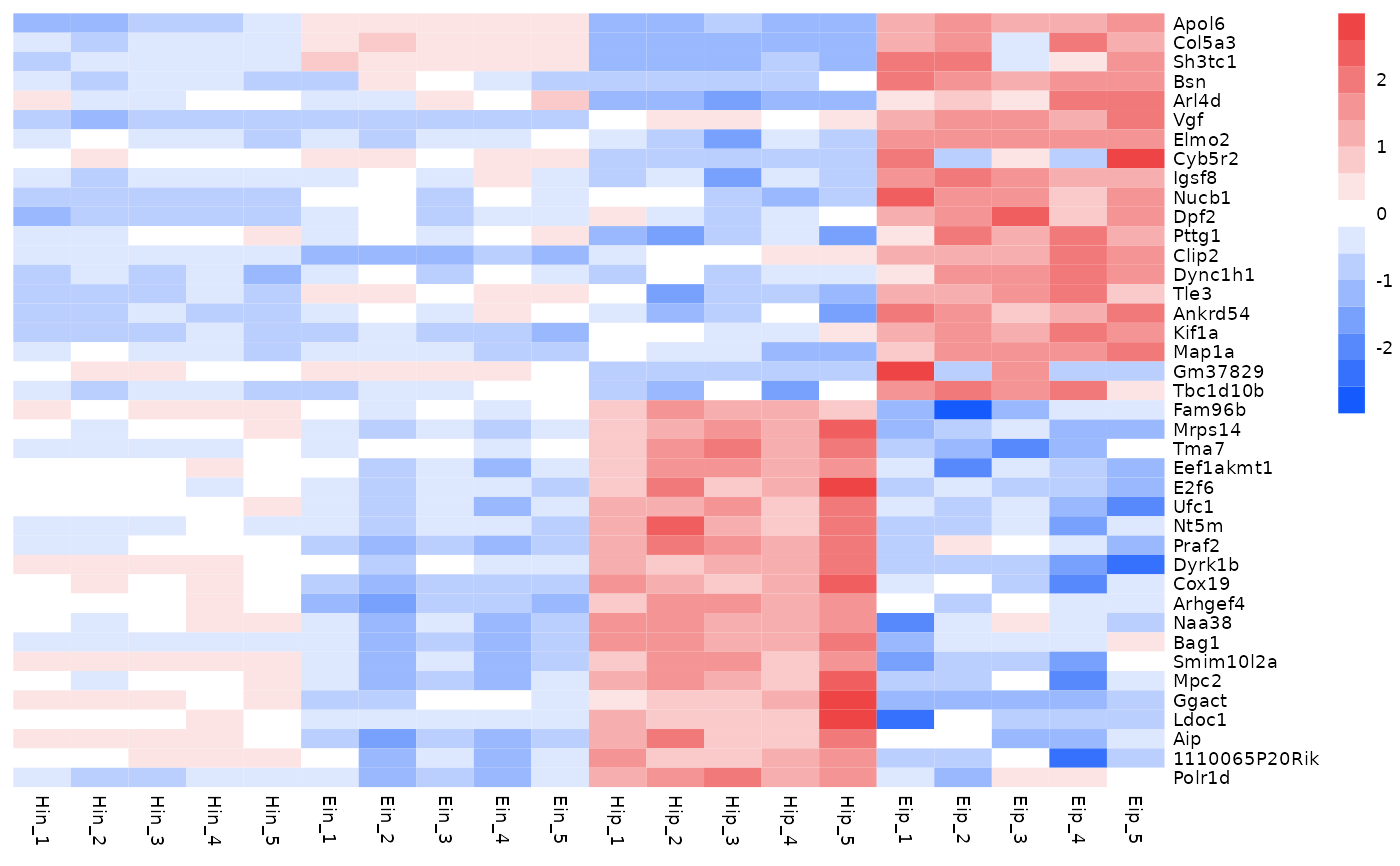 Apol6
Col5a3
Sh3tc1
Bsn
Arl4d
Vgf
Elmo2
Cyb5r2
Igsf8
Nucb1
Dpf2
Pttg1
Clip2
Dync1h1
Tle3
Ankrd54
Kif1a
Map1a
Gm37829
Tbc1d10b
Fam96b
Mrps14
Tma7
Eef1akmt1
E2f6
Ufc1
Nt5m
Praf2
Dyrk1b
Cox19
Arhgef4
Naa38
Bag1
Smim10l2a
Mpc2
Ggact
Ldoc1
Aip
1110065P20Rik
Polr1d
2
1
0
-1
-2
Hin_1
Hin_2
Hin_3
Hin_4
Hin_5
Ein_1
Ein_2
Ein_3
Ein_4
Ein_5
Hip_1
Hip_2
Hip_3
Hip_4
Hip_5
Eip_1
Eip_2
Eip_3
Eip_4
Eip_5